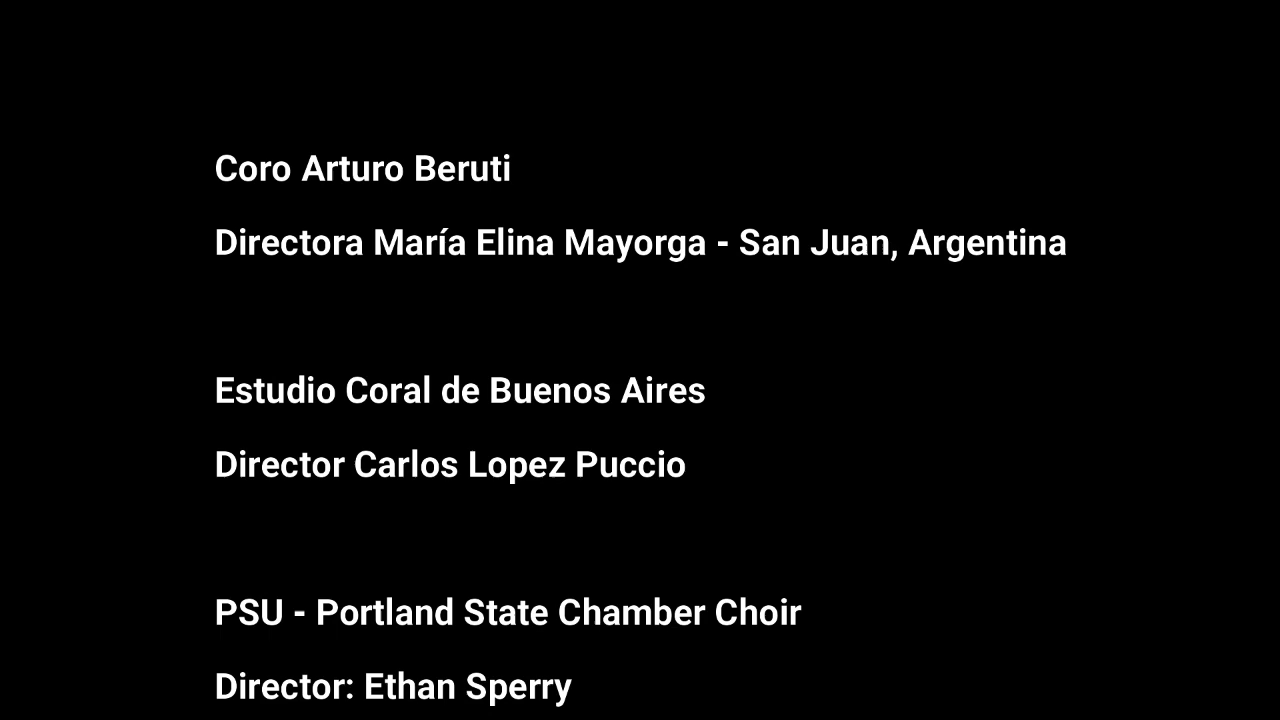 Coro Arturo Beruti
Directora María Elina Mayorga - San Juan, Argentina
Estudio Coral de Buenos Aires
Director Carlos Lopez Puccio
PSU - Portland State Chamber Choir
Director: Ethan Sperry